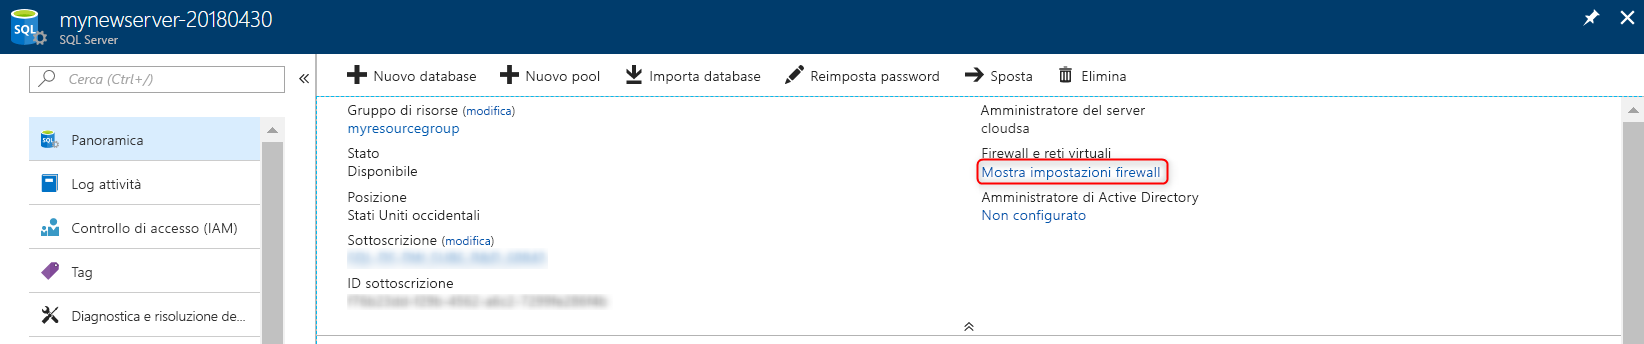 mynewserver-20180430
SQL Server
SQL
Cerca (Ctrl+/)
Nuovo database
Nuovo pool
Importa database
Reimposta password
Sposta
Elimina
SQL
Panoramica
Log attività
Controllo di accesso (IAM)
Tag
Diagnostica e risoluzione de...
Gruppo di risorse (modifica)
myresourcegroup
Stato
Disponibile
Posizione
Stati Uniti occidentali
Sottoscrizione (modifica)
ID sottoscrizione
Amministratore del server
cloudsa
Firewall e reti virtuali
Mostra impostazioni firewall
Amministratore di Active Directory
Non configurato